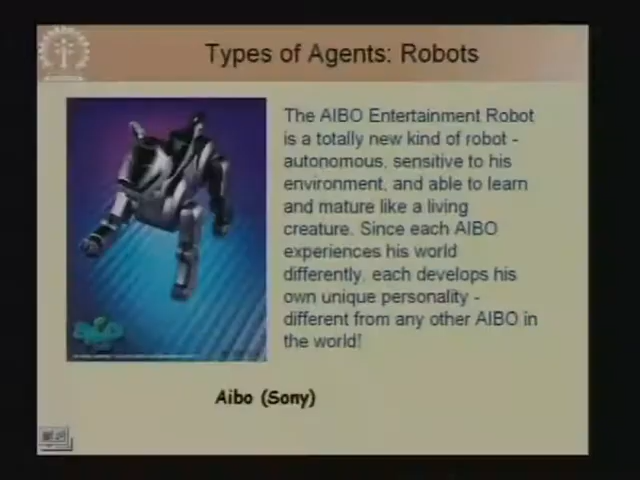 Types of Agents: Robots
The AIBO Entertainment Robot
is a totally new kind of robot -
autonomous, sensitive to his
environment, and able to learn
and mature like a living
creature. Since each AIBO
experiences his world
differently, each develops his
own unique personality -
different from any other AIBO in
the world!
Aibo (Sony)